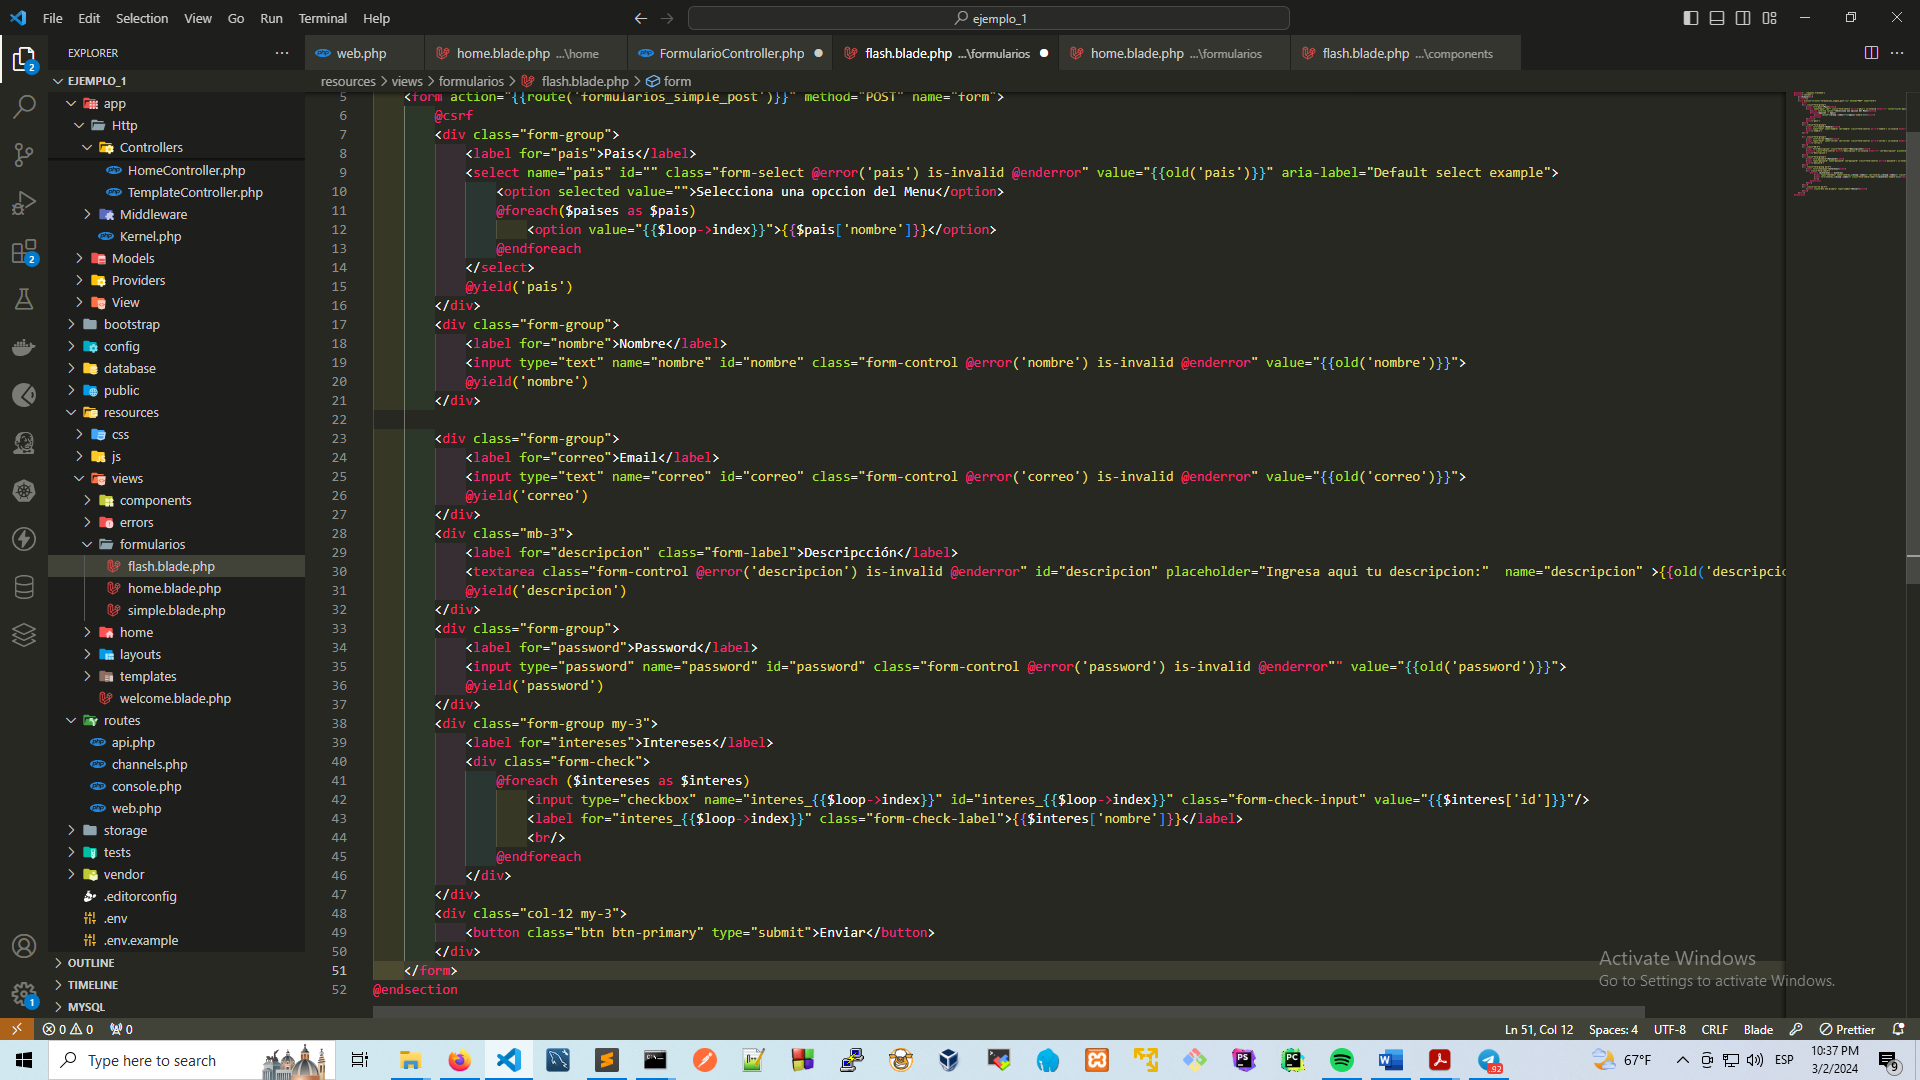 File Edit Selection View Go Run Terminal Help
ejemplo_1
EXPLORER
web.php
home.blade.php ...\home
FormularioController.php
flash.blade.php ...\formularios
home.blade.php ...\formularios
flash.blade.php ...\components
EJEMPLO_1
resources > views > formularios > flash.blade.php > form
app
Http
Controllers
HomeController.php
TemplateController.php
Middleware
Kernel.php
Models
Providers
View
bootstrap
config
database
public
resources
css
js
views
components
errors
formularios
flash.blade.php
home.blade.php
simple.blade.php
home
layouts
templates
welcome.blade.php
routes
api.php
channels.php
console.php
web.php
storage
tests
vendor
.editorconfig
.env
.env.example
OUTLINE
TIMELINE
MYSQL
5 <form action="{{route('formularios_simple_post')}}" method="POST" name="form">
6 @csrf
7 <div class="form-group">
8 <label for="pais">Pais</label>
9 <select name="pais" id="" class="form-select @error('pais') is-invalid @enderror" value="{{old('pais')}}" aria-label="Default select example">
10 <option selected value="">Selecciona una opccion del Menu</option>
11 @foreach($paises as $pais)
12 <option value="{{$loop->index}}">{{$pais['nombre']}}</option>
13 @endforeach
14 </select>
15 @yield('pais')
16 </div>
17 <div class="form-group">
18 <label for="nombre">Nombre</label>
19 <input type="text" name="nombre" id="nombre" class="form-control @error('nombre') is-invalid @enderror" value="{{old('nombre')}}">
20 @yield('nombre')
21 </div>
22
23 <div class="form-group">
24 <label for="correo">Email</label>
25 <input type="text" name="correo" id="correo" class="form-control @error('correo') is-invalid @enderror" value="{{old('correo')}}">
26 @yield('correo')
27 </div>
28 <div class="mb-3">
29 <label for="descripcion" class="form-label">Descripcción</label>
30 <textarea class="form-control @error('descripcion') is-invalid @enderror" id="descripcion" placeholder="Ingresa aqui tu descripcion:"  name="descripcion" >{{old('descripcic
31 @yield('descripcion')
32 </div>
33 <div class="form-group">
34 <label for="password">Password</label>
35 <input type="password" name="password" id="password" class="form-control @error('password') is-invalid @enderror"" value="{{old('password')}}">
36 @yield('password')
37 </div>
38 <div class="form-group my-3">
39 <label for="intereses">Intereses</label>
40 <div class="form-check">
41 @foreach ($intereses as $interes)
42 <input type="checkbox" name="interes_{{$loop->index}}" id="interes_{{$loop->index}}" class="form-check-input" value="{{$interes['id']}}"/>
43 <label for="interes_{{$loop->index}}" class="form-check-label">{{$interes['nombre']}}</label>
44 <br/>
45 @endforeach
46 </div>
47 </div>
48 <div class="col-12 my-3">
49 <button class="btn btn-primary" type="submit">Enviar</button>
50 </div>
51 </form>
52 @endsection
Activate Windows
Go to Settings to activate Windows.
0 0 0
Ln 51, Col 12 Spaces: 4 UTF-8 CRLF Blade Prettier
Type here to search
67°F
ESP
10:37 PM
3/2/2024